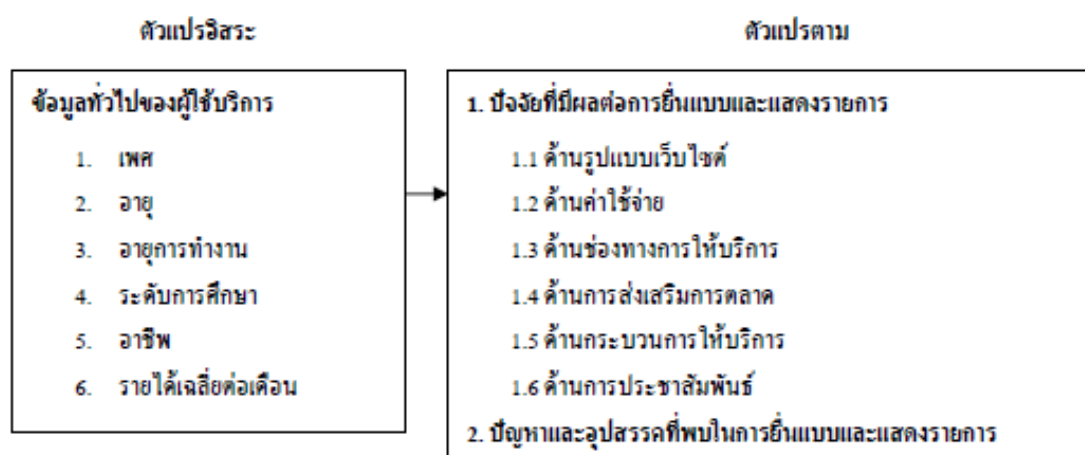 ตัวแปรอิสระ
ข้อมูลทั่วไปของผู้ใช้บริการ
1. เพศ
2. อายุ
3. อายุการทำงาน
4. ระดับการศึกษา
5. อาชีพ
6. รายได้เฉลี่ยต่อเดือน
ตัวแปรตาม
1. ปัจจัยที่มีผลต่อการยื่นแบบและแสดงรายการ
1.1 ด้านรูปแบบเว็บไซต์
1.2 ด้านค่าใช้จ่าย
1.3 ด้านช่องทางการให้บริการ
1.4 ด้านการส่งเสริมการตลาด
1.5 ด้านกระบวนการให้บริการ
1.6 ด้านการประชาสัมพันธ์
2. ปัญหาและอุปสรรคที่พบในการยื่นแบบและแสดงรายการ